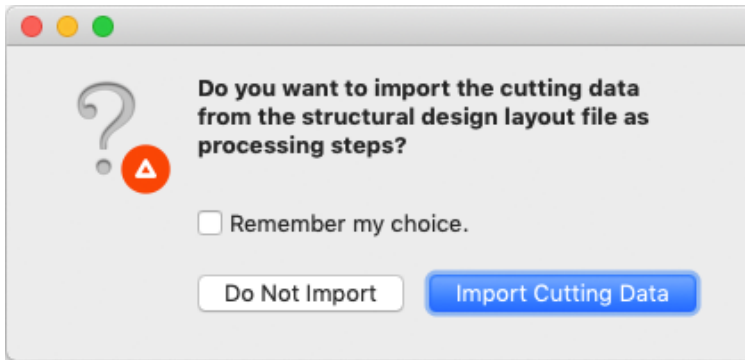 Do you want to import the cutting data
from the structural design layout file as
processing steps?
Remember my choice.
Do Not Import
Import Cutting Data